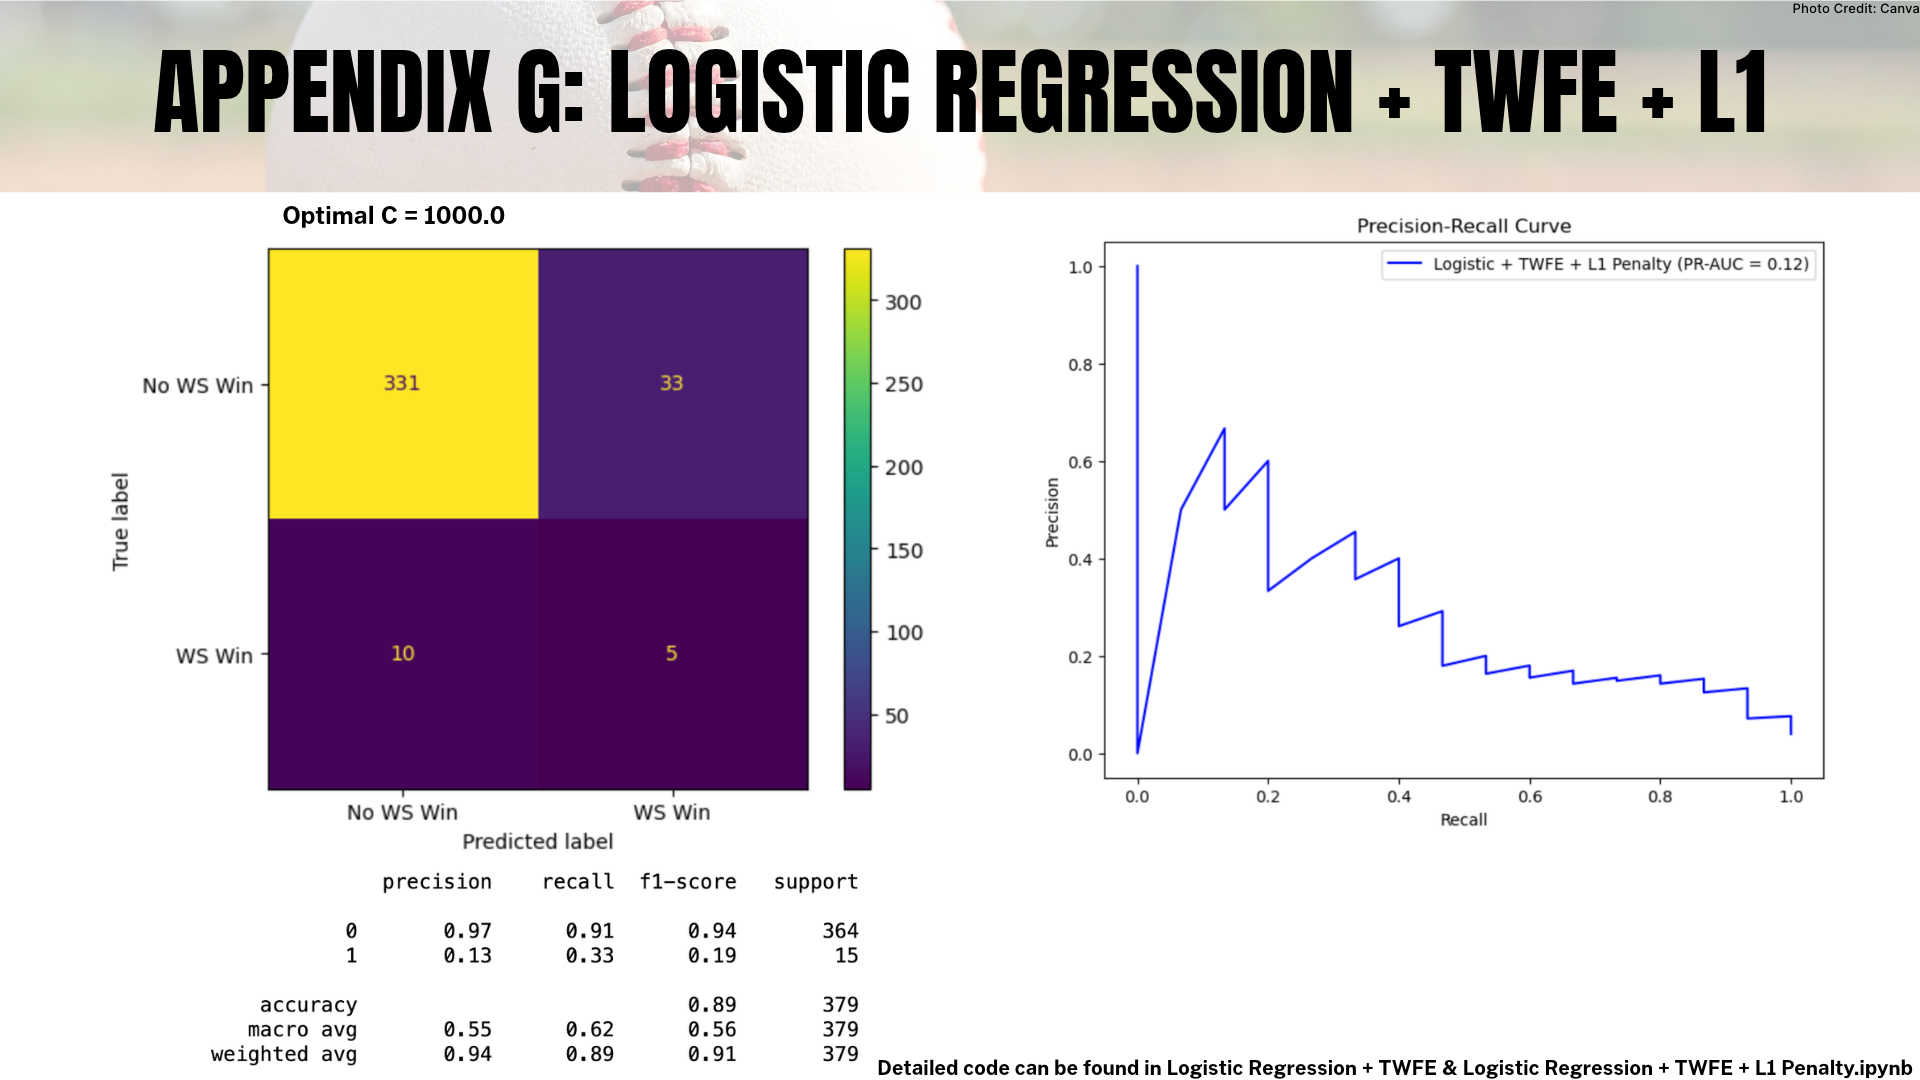 Photo Credit: Canva
APPENDIX G: LOGISTIC REGRESSION + TWFE + L1
Optimal C = 1000.0
No WS Win
WS Win
True label
331
33
10
5
No WS Win
WS Win
Predicted label
300
250
200
150
100
50
Precision-Recall Curve
Logistic + TWFE + L1 Penalty (PR-AUC = 0.12)
1.0
0.8
0.6
0.4
0.2
0.0
Precision
0.0 0.2 0.4 0.6 0.8 1.0
Recall
precision recall f1-score support
0 0.97 0.91 0.94 364
1 0.13 0.33 0.19 15
accuracy 0.89 379
macro avg 0.55 0.62 0.56 379
weighted avg 0.94 0.89 0.91 379
Detailed code can be found in Logistic Regression + TWFE & Logistic Regression + TWFE + L1 Penalty.ipynb